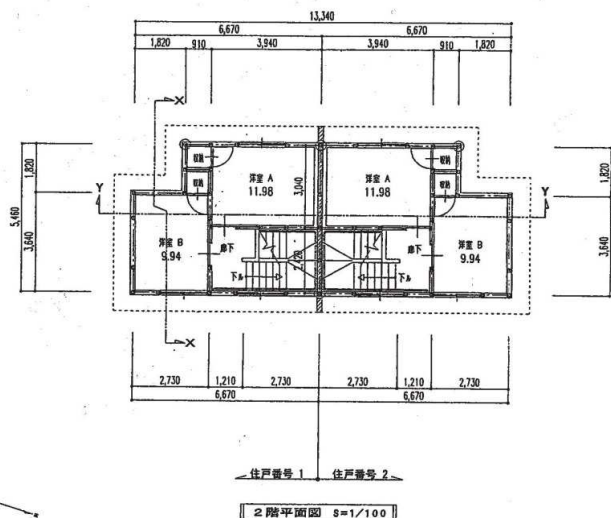 13,340
6,670 6,670
1,820 910 3,940 3,940 910 1,820
X
収納 洋室 A 洋室 A 収納
11.98 11.98
収納 収納
1,820 3,040 1,820
Y Y
5,460
3,640 洋室 B 廊下 廊下 洋室 B 3,640
9.94 2,420 9.94
下ル 下ル
X
2,730 1,210 2,730 2,730 1,210 2,730
6,670 6,670
住戸番号 1 住戸番号 2
2階平面図 S=1/100